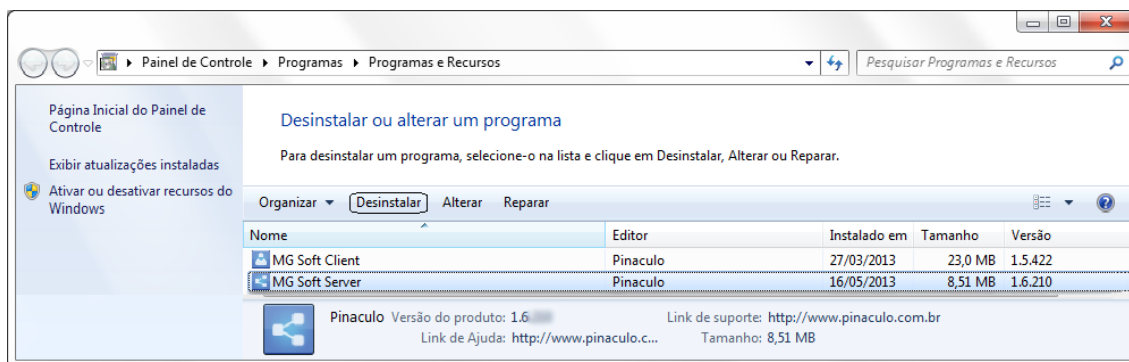 Painel de Controle Programas Programas e Recursos Pesquisar Programas e Recursos
Página Inicial do Painel de
Controle
Exibir atualizações instaladas
Ativar ou desativar recursos do
Windows
Desinstalar ou alterar um programa
Para desinstalar um programa, selecione-o na lista e clique em Desinstalar, Alterar ou Reparar.
Organizar Desinstalar Alterar Reparar
Nome Editor Instalado em Tamanho Versão
MG Soft Client Pinaculo 27/03/2013 23,0 MB 1.5.422
MG Soft Server Pinaculo 16/05/2013 8,51 MB 1.6.210
Pinaculo Versão do produto: 1.6 Link de suporte: http://www.pinaculo.com.br
Link de Ajuda: http://www.pinaculo.c... Tamanho: 8,51 MB